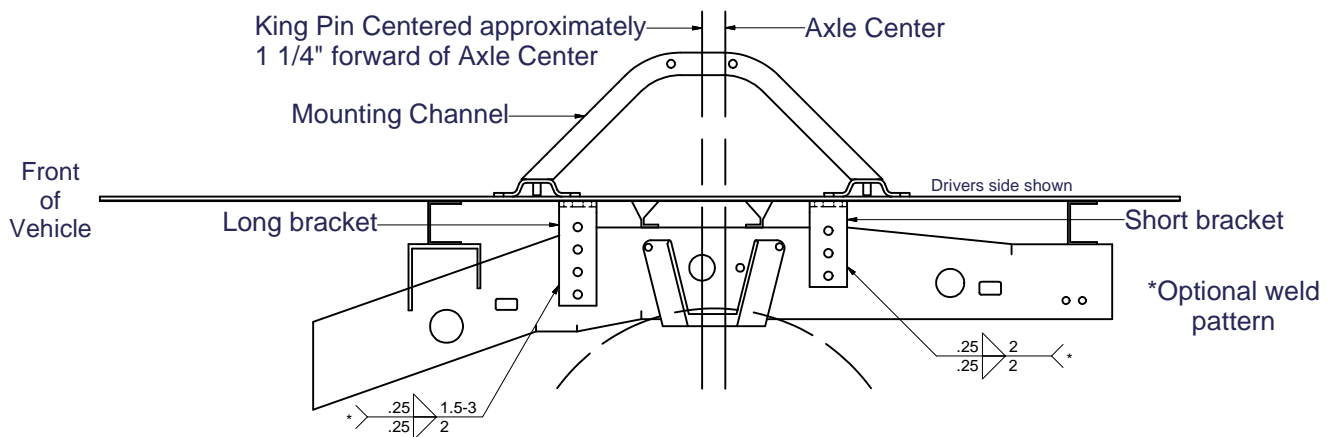 King Pin Centered approximately
1 1/4" forward of Axle Center
Axle Center
Mounting Channel
Front
of
Vehicle
Drivers side shown
Long bracket
Short bracket
*Optional weld
pattern
.25 2
.25 2
*
* .25 1.5-3
.25 2